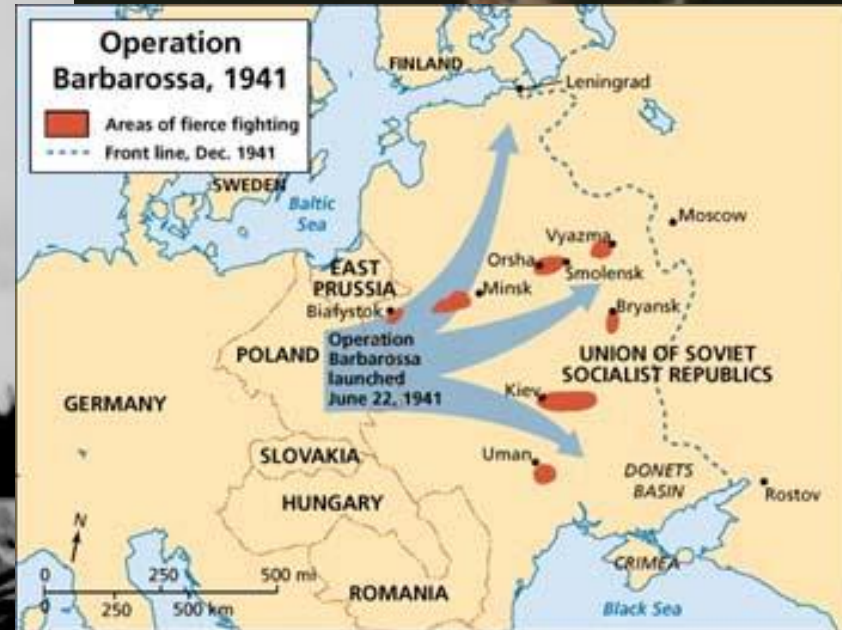 Operation
Barbarossa, 1941
Areas of fierce fighting
Front line, Dec. 1941
FINLAND
Leningrad
SWEDEN
Baltic
Sea
Moscow
Vyazma
Orsha
Smolensk
EAST
PRUSSIA
Minsk
Białystok
Bryansk
POLAND
Operation
Barbarossa
launched
June 22, 1941
UNION OF SOVIET
SOCIALIST REPUBLICS
GERMANY
Kiev
SLOVAKIA
Uman
DONETS
BASIN
HUNGARY
Rostov
N
0 250 500 mi
0 250 500 km
CRIMEA
ROMANIA
Black Sea